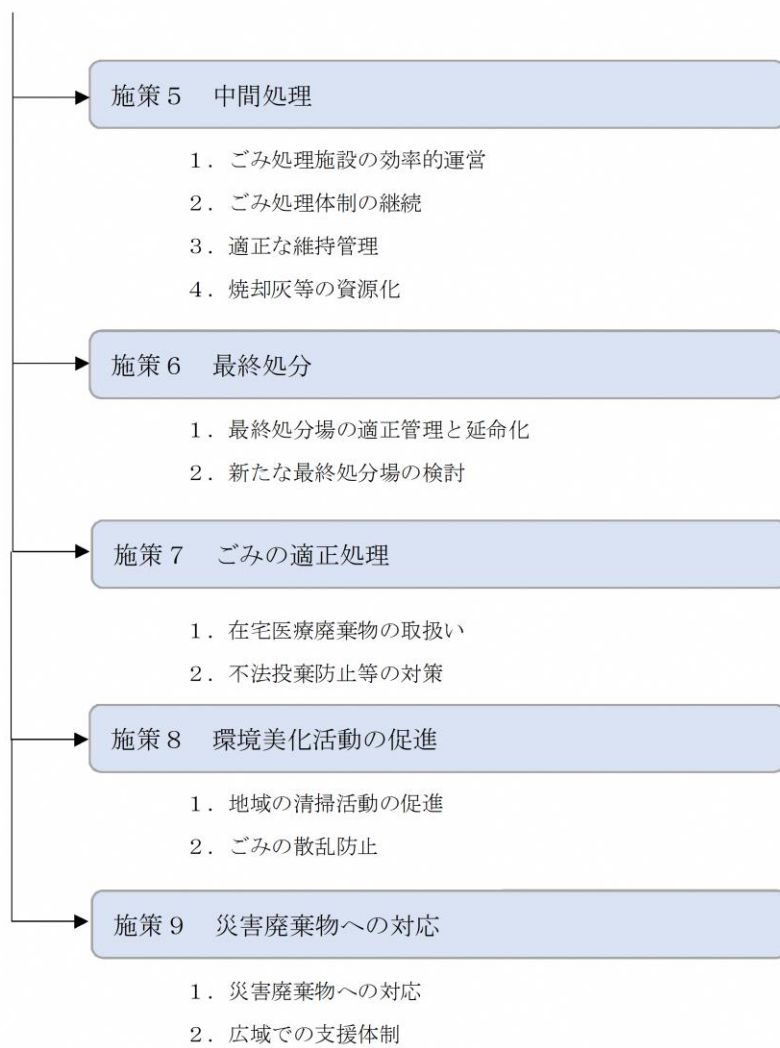 施策５　中間処理
１．ごみ処理施設の効率的運営
２．ごみ処理体制の継続
３．適正な維持管理
４．焼却灰等の資源化
施策６　最終処分
１．最終処分場の適正管理と延命化
２．新たな最終処分場の検討
施策７　ごみの適正処理
１．在宅医療廃棄物の取扱い
２．不法投棄防止等の対策
施策８　環境美化活動の促進
１．地域の清掃活動の促進
２．ごみの散乱防止
施策９　災害廃棄物への対応
１．災害廃棄物への対応
２．広域での支援体制